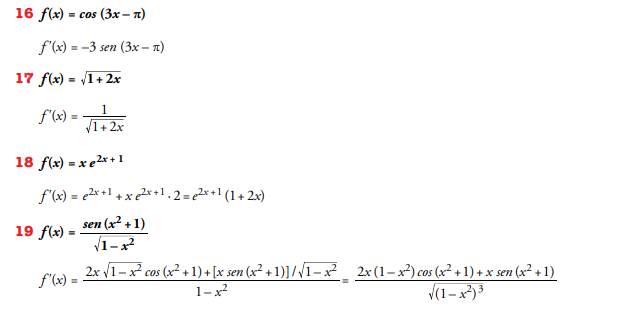 16 f(x) = cos (3x – π)
f'(x) = –3 sen (3x – π)
17 f(x) = √(1 + 2x)
f'(x) = 1 / √(1 + 2x)
18 f(x) = x e^(2x + 1)
f'(x) = e^(2x + 1) + x e^(2x + 1) · 2 = e^(2x + 1) (1 + 2x)
19 f(x) = sen (x² + 1) / √(1 – x²)
f'(x) = (2x √(1 – x²) cos (x² + 1) + [x sen (x² + 1)] / √(1 – x²)) / (1 – x²) = (2x (1 – x²) cos (x² + 1) + x sen (x² + 1)) / √((1 – x²)³)